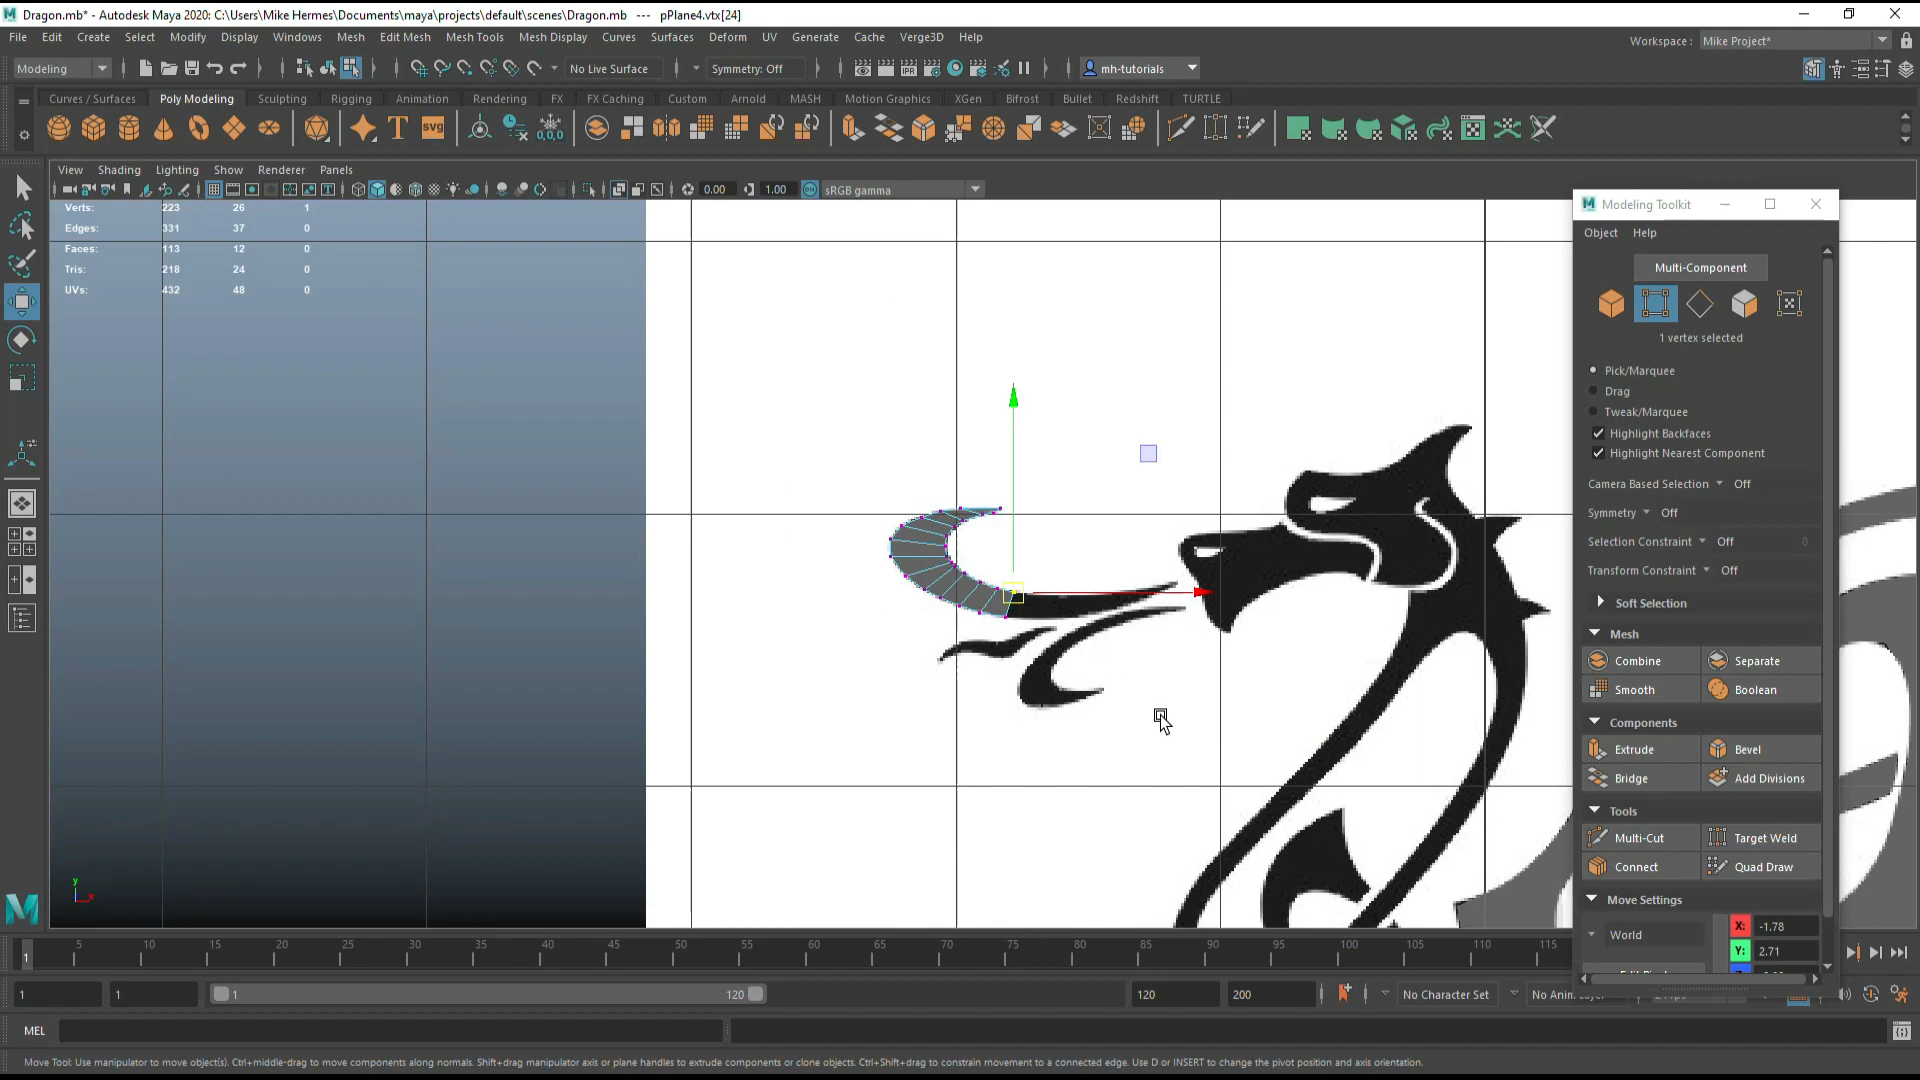 Dragon.mb* - Autodesk Maya 2020: C:\Users\Mike Hermes\Documents\maya\projects\default\scenes\Dragon.mb --- pPlane4.vtx[24]
File Edit Create Select Modify Display Windows Mesh Edit Mesh Mesh Tools Mesh Display Curves Surfaces Deform UV Generate Cache Verge3D Help
Workspace : Mike Project*
Modeling No Live Surface Symmetry: Off mh-tutorials
Curves / Surfaces Poly Modeling Sculpting Rigging Animation Rendering FX FX Caching Custom Arnold MASH Motion Graphics XGen Bifrost Bullet Redshift TURTLE
View Shading Lighting Show Renderer Panels
0.00 1.00 sRGB gamma
Verts: 223 26 1
Edges: 331 37 0
Faces: 113 12 0
Tris: 218 24 0
UVs: 432 48 0
Modeling Toolkit
Object Help
Multi-Component
1 vertex selected
Pick/Marquee
Drag
Tweak/Marquee
Highlight Backfaces
Highlight Nearest Component
Camera Based Selection Off
Symmetry Off
Selection Constraint Off 0
Transform Constraint Off
Soft Selection
Mesh
Combine Separate
Smooth Boolean
Components
Extrude Bevel
Bridge Add Divisions
Tools
Multi-Cut Target Weld
Connect Quad Draw
Move Settings
World X: -1.78
Y: 2.71
y
x
1 5 10 15 20 25 30 35 40 45 50 55 60 65 70 75 80 85 90 95 100 105 110 115
1 1 1 120 120 200 No Character Set
MEL
Move Tool: Use manipulator to move object(s). Ctrl+middle-drag to move components along normals. Shift+drag manipulator axis or plane handles to extrude components or clone objects. Ctrl+Shift+drag to constrain movement to a connected edge. Use D or INSERT to change the pivot position and axis orientation.